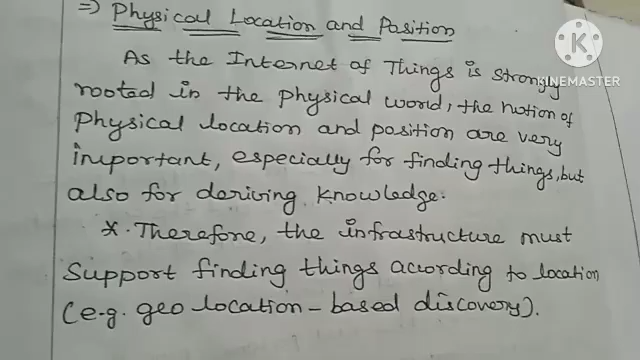 => Physical Location and Position
As the Internet of Things is strongly
rooted in the physical world, the notion of
physical location and position are very
important, especially for finding things, but
also for deriving knowledge.
*. Therefore, the infrastructure must
Support finding things according to location
(e.g. geo location-based discovery).
KINEMASTER